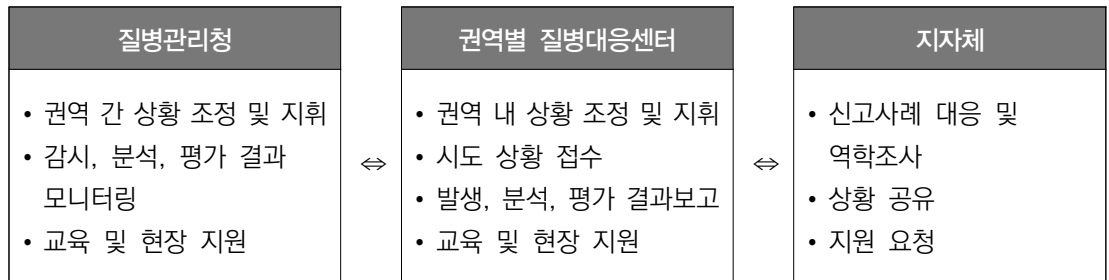 질병관리청
• 권역 간 상황 조정 및 지휘
• 감시, 분석, 평가 결과
모니터링
• 교육 및 현장 지원
⇔
권역별 질병대응센터
• 권역 내 상황 조정 및 지휘
• 시도 상황 접수
• 발생, 분석, 평가 결과보고
• 교육 및 현장 지원
⇔
지자체
• 신고사례 대응 및
역학조사
• 상황 공유
• 지원 요청